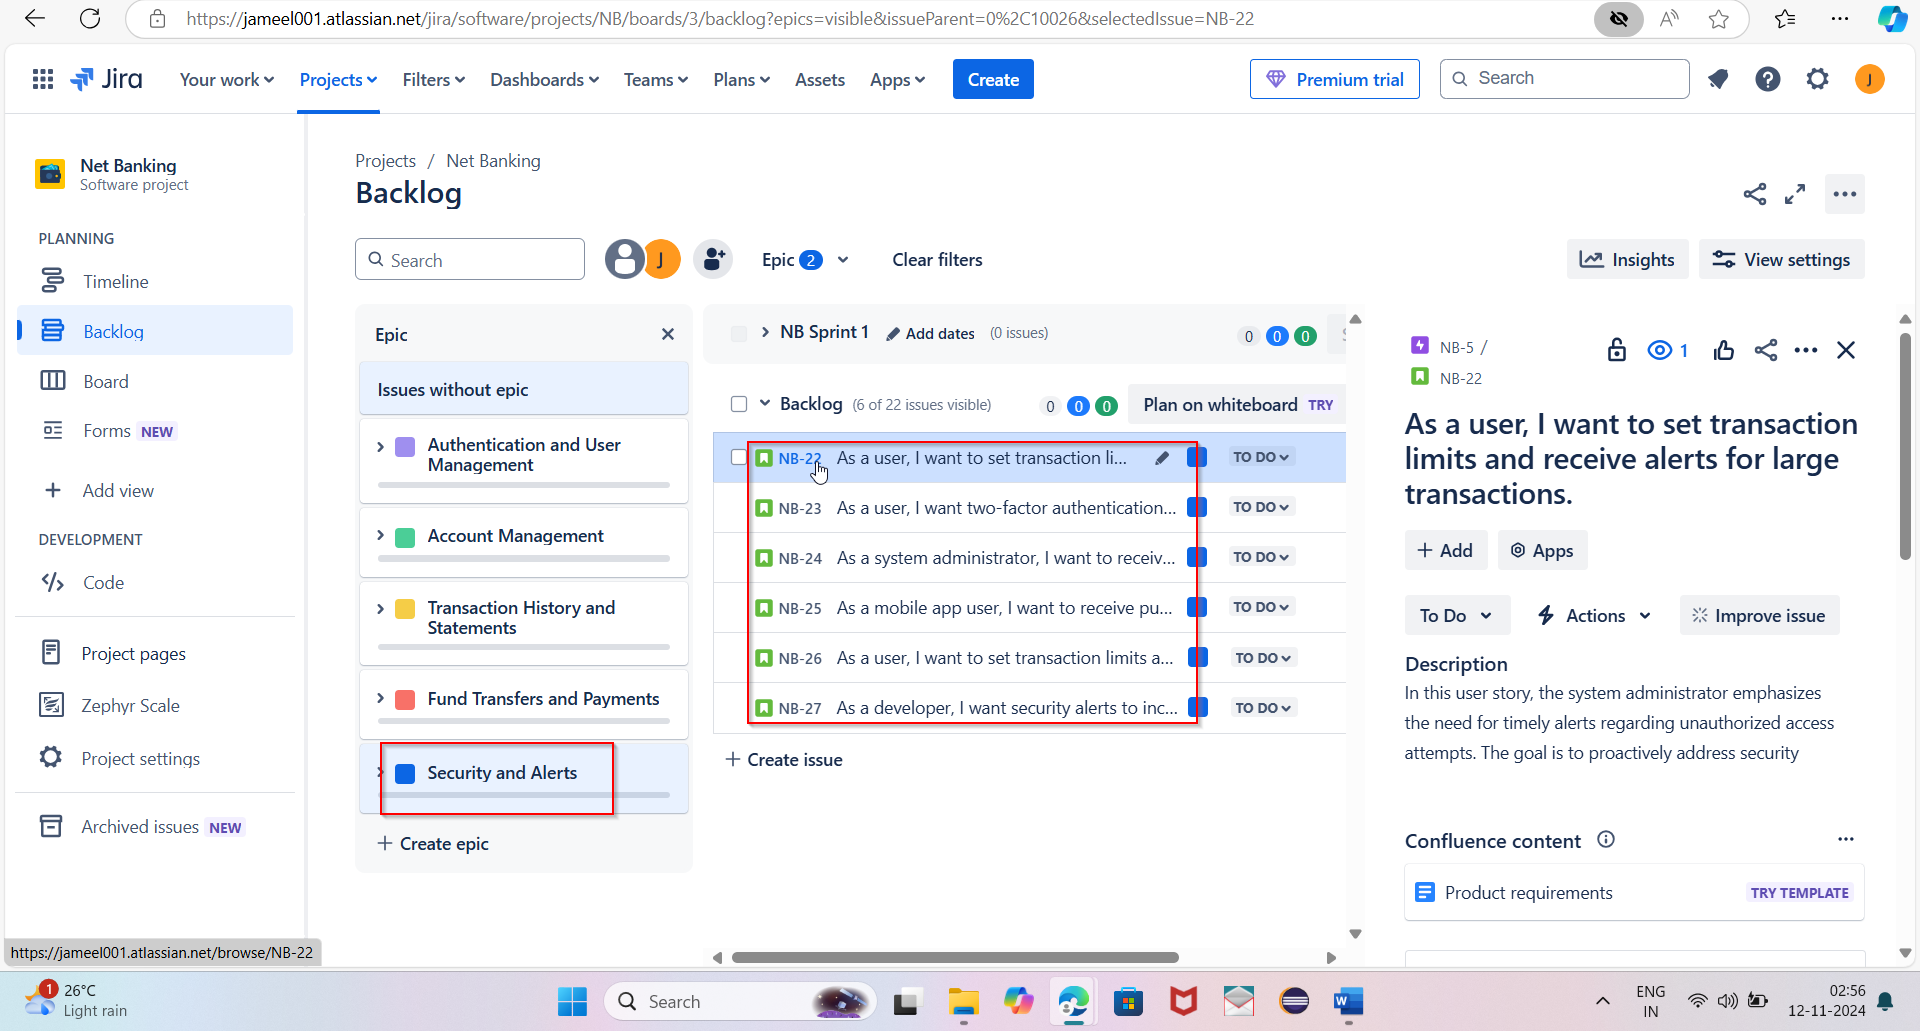 https://jameel001.atlassian.net/jira/software/projects/NB/boards/3/backlog?epics=visible&issueParent=0%2C10026&selectedIssue=NB-22
Jira
Your work
Projects
Filters
Dashboards
Teams
Plans
Assets
Apps
Create
Premium trial
Search
J
Net Banking
Software project
PLANNING
Timeline
Backlog
Board
Forms NEW
Add view
DEVELOPMENT
Code
Project pages
Zephyr Scale
Project settings
Archived issues NEW
https://jameel001.atlassian.net/browse/NB-22
Projects / Net Banking
Backlog
Search
J
Epic 2
Clear filters
Insights
View settings
Epic
Issues without epic
Authentication and User
Management
Account Management
Transaction History and
Statements
Fund Transfers and Payments
Security and Alerts
+ Create epic
NB Sprint 1 Add dates (0 issues) 0 0 0
Backlog (6 of 22 issues visible) 0 0 0 Plan on whiteboard TRY
NB-22 As a user, I want to set transaction li... TO DO
NB-23 As a user, I want two-factor authentication... TO DO
NB-24 As a system administrator, I want to receiv... TO DO
NB-25 As a mobile app user, I want to receive pu... TO DO
NB-26 As a user, I want to set transaction limits a... TO DO
NB-27 As a developer, I want security alerts to inc... TO DO
+ Create issue
NB-5 /
NB-22
1
As a user, I want to set transaction
limits and receive alerts for large
transactions.
+ Add
Apps
To Do
Actions
Improve issue
Description
In this user story, the system administrator emphasizes
the need for timely alerts regarding unauthorized access
attempts. The goal is to proactively address security
Confluence content
Product requirements TRY TEMPLATE
1
26°C
Light rain
Search
ENG
IN
02:56
12-11-2024